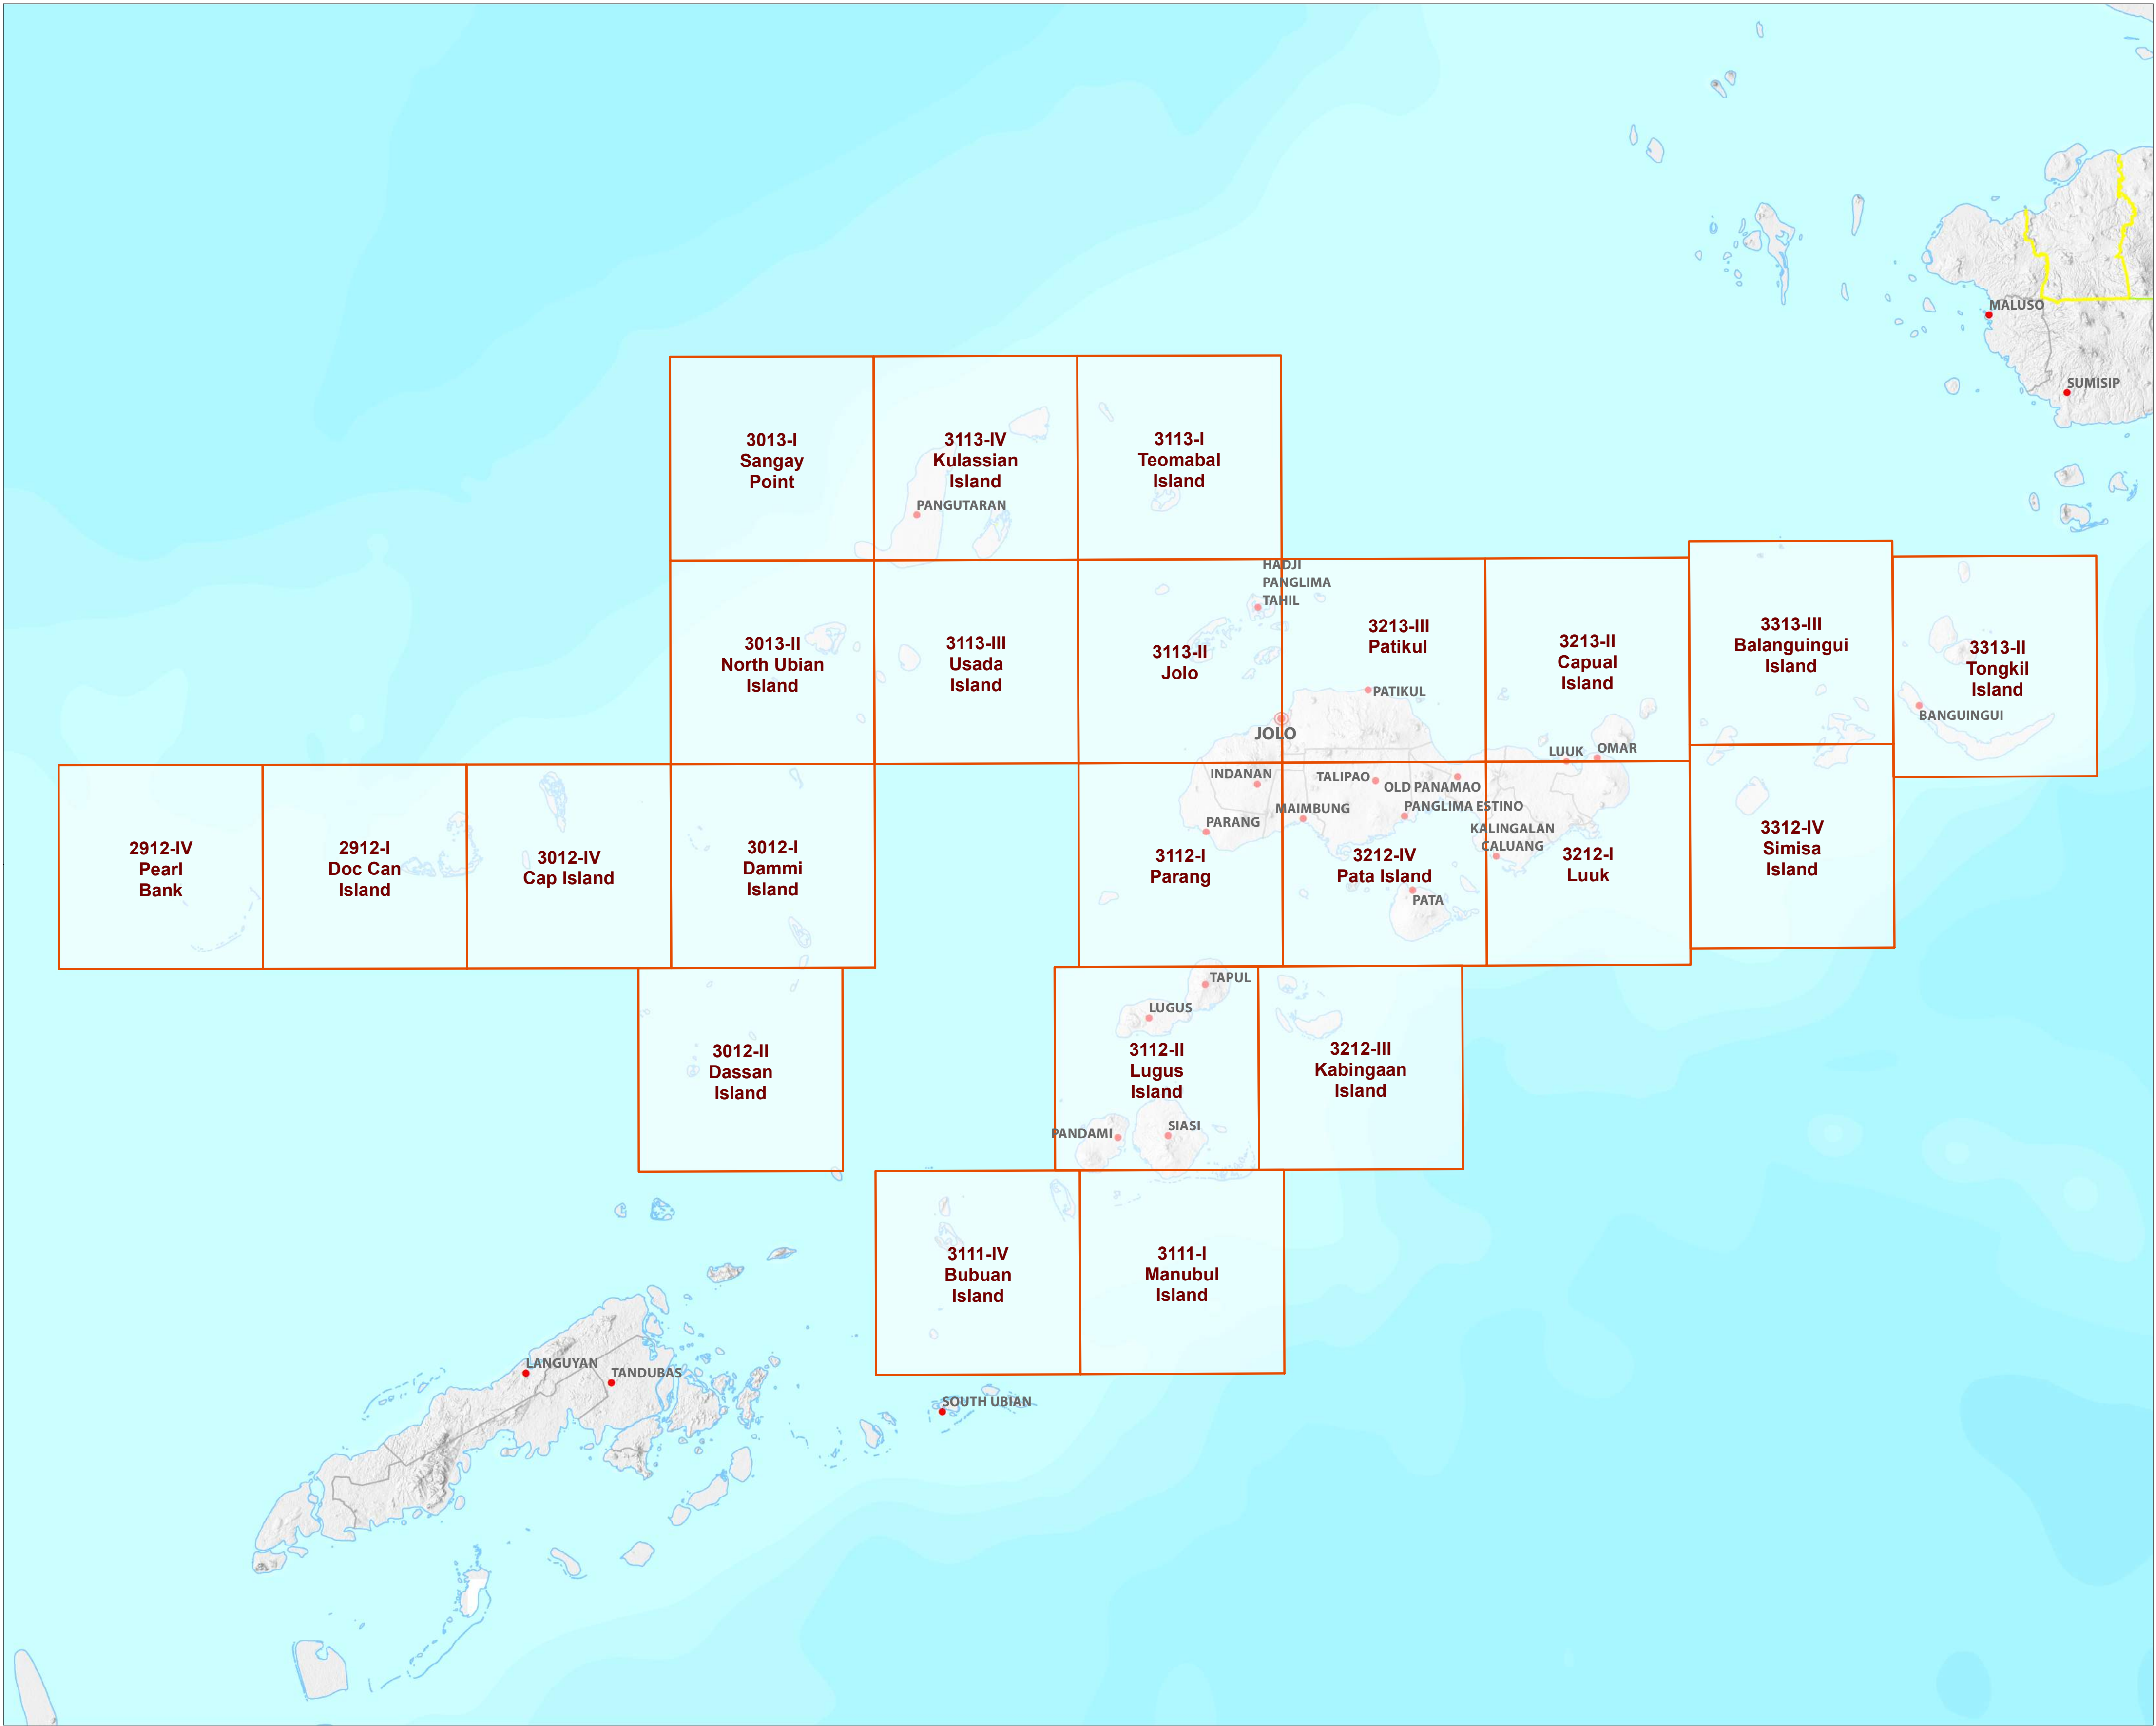 MALUSO
SUMISIP
3013-I
Sangay
Point
3113-IV
Kulassian
Island
PANGUTARAN
3113-I
Teomabal
Island
3013-II
North Ubian
Island
3113-III
Usada
Island
HADJI
PANGLIMA
TAHIL
3113-II
Jolo
JOLO
3213-III
Patikul
PATIKUL
3213-II
Capual
Island
LUUK
OMAR
3313-III
Balanguingui
Island
3313-II
Tongkil
Island
BANGUINGUI
2912-IV
Pearl
Bank
2912-I
Doc Can
Island
3012-IV
Cap Island
3012-I
Dammi
Island
INDANAN
PARANG
3112-I
Parang
MAIMBUNG
TALIPAO
OLD PANAMAO
PANGLIMA ESTINO
3212-IV
Pata Island
PATA
KALINGALAN
CALUANG
3212-I
Luuk
3312-IV
Simisa
Island
3012-II
Dassan
Island
TAPUL
LUGUS
3112-II
Lugus
Island
PANDAMI
SIASI
3212-III
Kabingaan
Island
3111-IV
Bubuan
Island
3111-I
Manubul
Island
LANGUYAN
TANDUBAS
SOUTH UBIAN